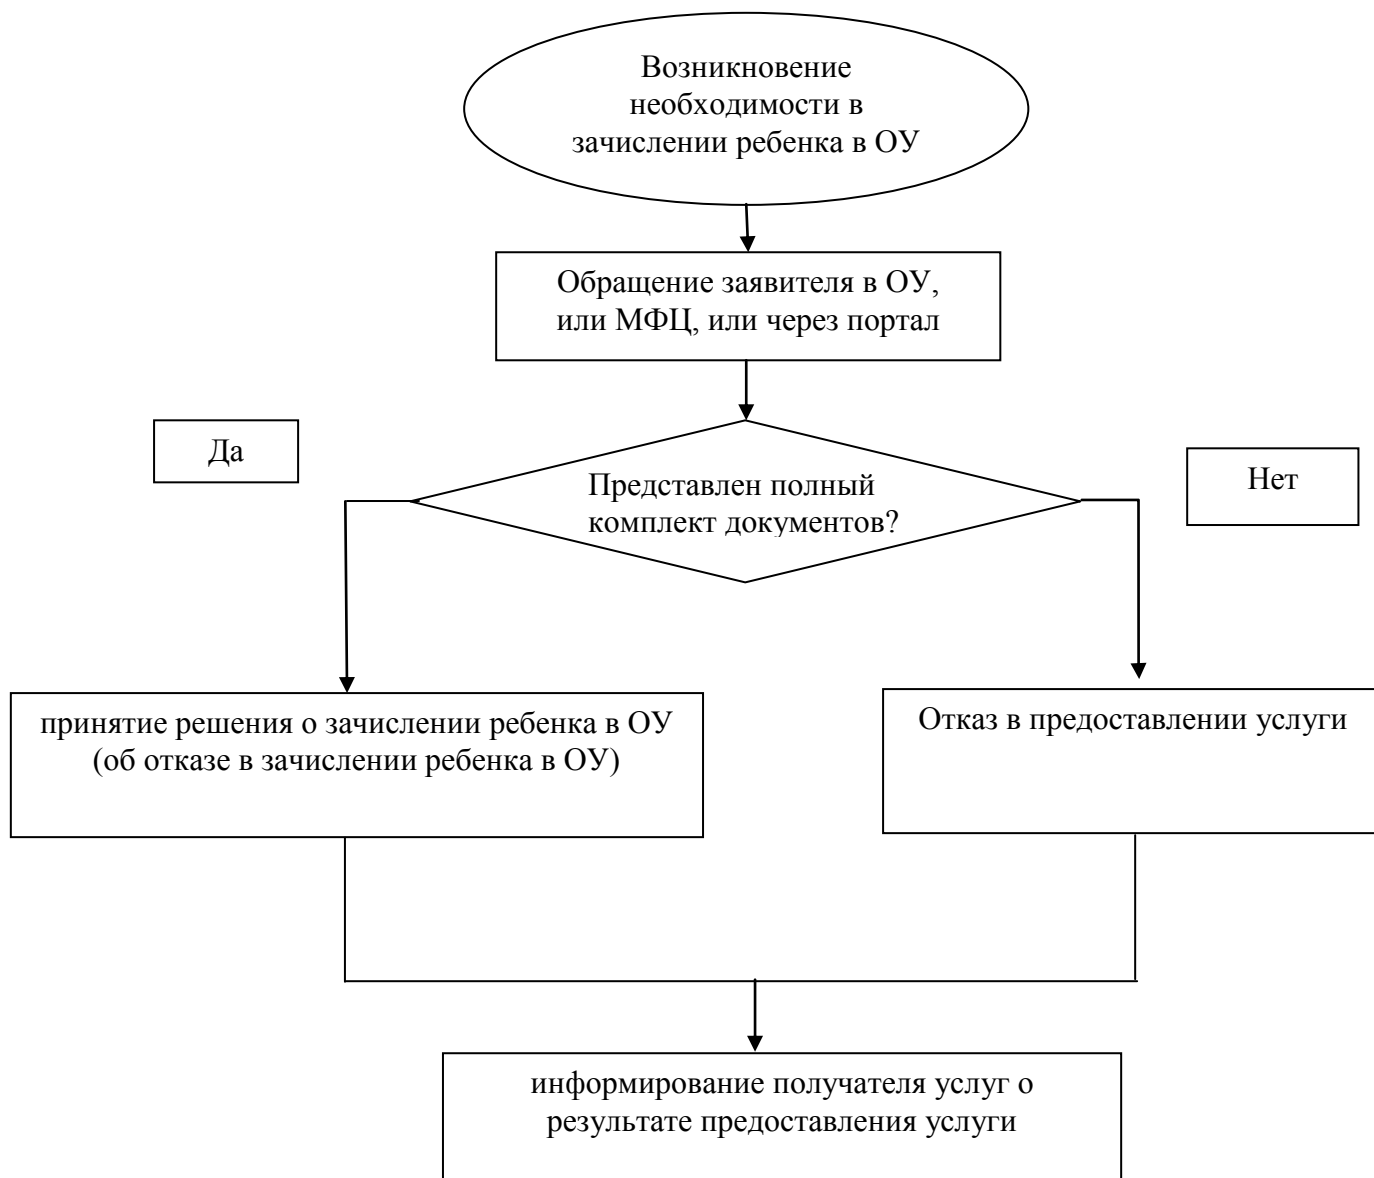 Возникновение
необходимости в
зачислении ребенка в ОУ
Обращение заявителя в ОУ,
или МФЦ, или через портал
Да
Представлен полный
комплект документов?
Нет
принятие решения о зачислении ребенка в ОУ
(об отказе в зачислении ребенка в ОУ)
Отказ в предоставлении услуги
информирование получателя услуг о
результате предоставления услуги